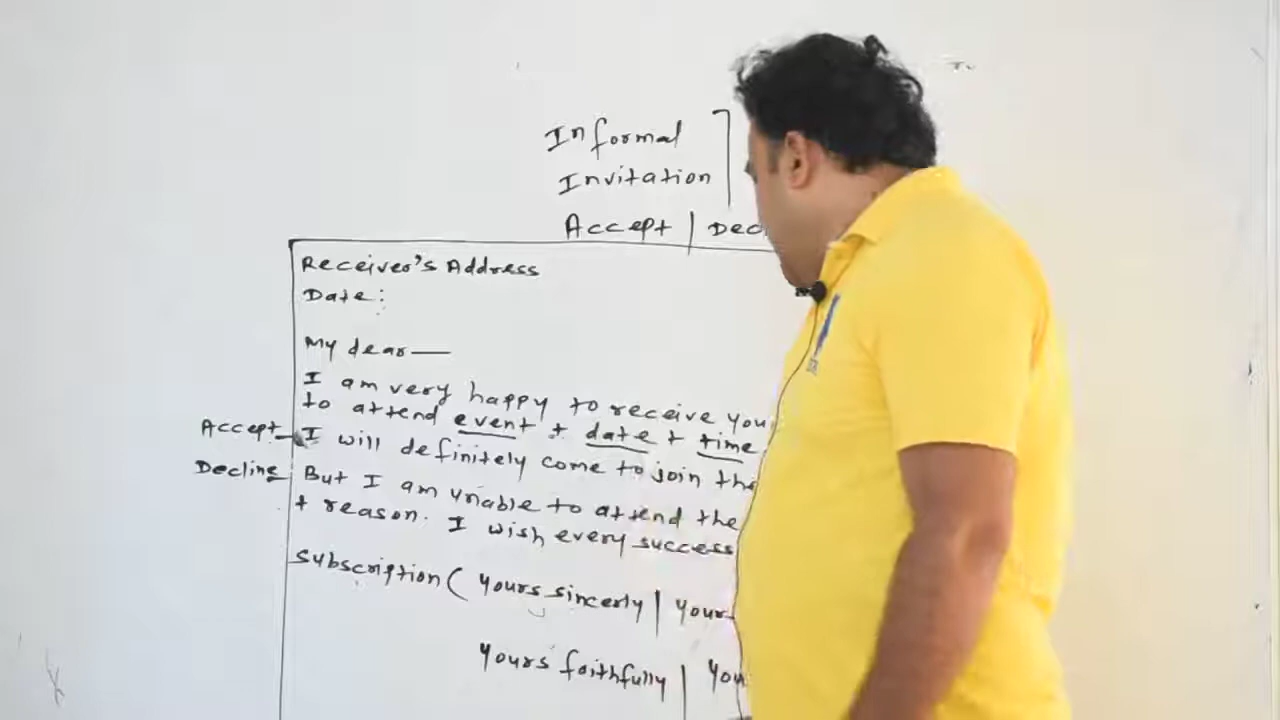 Informal
Invitation
Accept | Dec
Receiver's Address
Date:
My dear —
I am very happy to receive you
to attend event + date + time
Accept - I will definitely come to join the
Decline - But I am unable to attend the
+ reason. I wish every success
Subscription ( Yours sincerly | Your
Yours faithfully | You